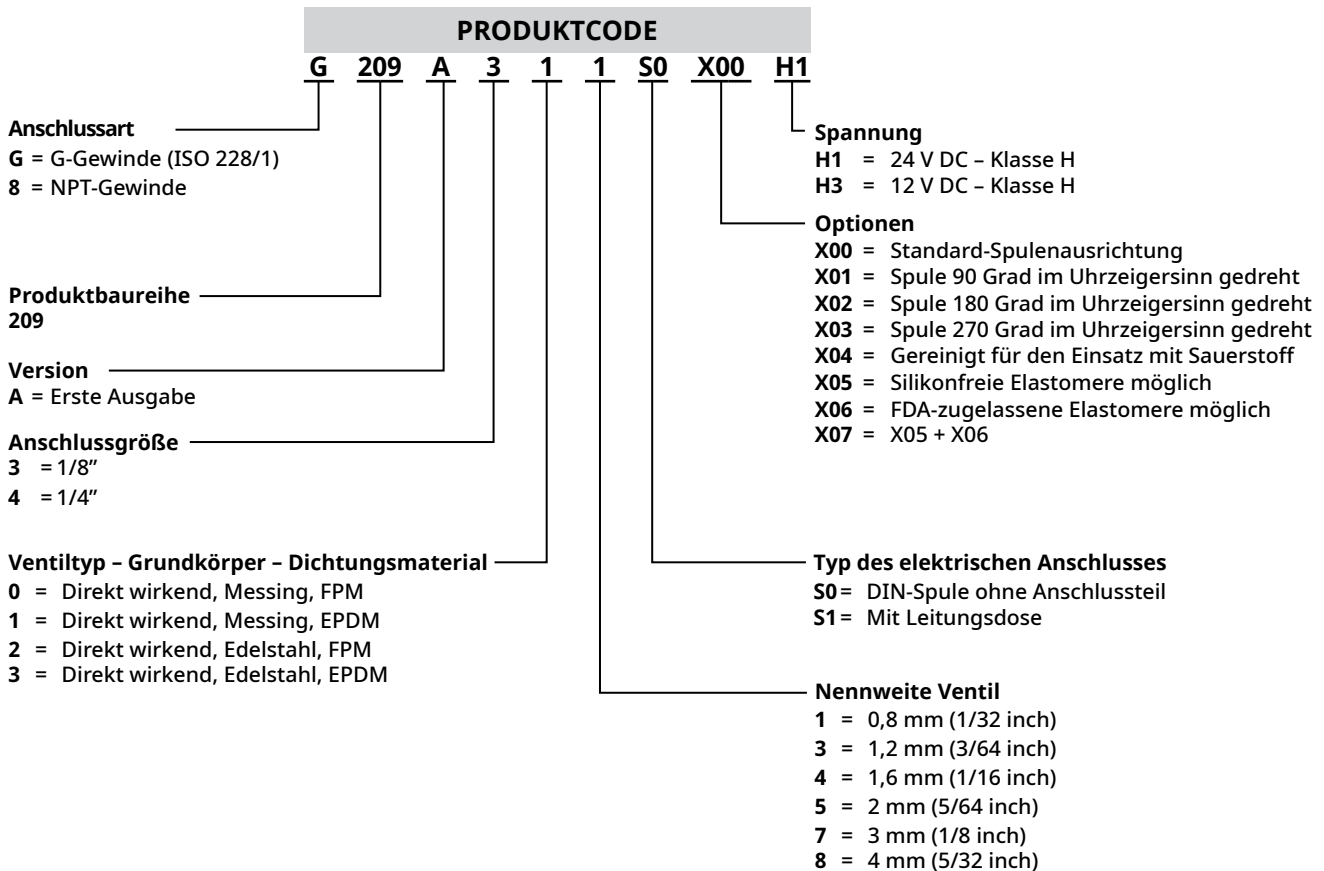 PRODUKTCODE
G 209 A 3 1 1 S0 X00 H1
Anschlussart
G = G-Gewinde (ISO 228/1)
8 = NPT-Gewinde
Produktbaureihe
209
Version
A = Erste Ausgabe
Anschlussgröße
3 = 1/8”
4 = 1/4”
Ventiltyp – Grundkörper – Dichtungsmaterial
0 = Direkt wirkend, Messing, FPM
1 = Direkt wirkend, Messing, EPDM
2 = Direkt wirkend, Edelstahl, FPM
3 = Direkt wirkend, Edelstahl, EPDM
Spannung
H1 = 24 V DC – Klasse H
H3 = 12 V DC – Klasse H
Optionen
X00 = Standard-Spulenausrichtung
X01 = Spule 90 Grad im Uhrzeigersinn gedreht
X02 = Spule 180 Grad im Uhrzeigersinn gedreht
X03 = Spule 270 Grad im Uhrzeigersinn gedreht
X04 = Gereinigt für den Einsatz mit Sauerstoff
X05 = Silikonfreie Elastomere möglich
X06 = FDA-zugelassene Elastomere möglich
X07 = X05 + X06
Typ des elektrischen Anschlusses
S0 = DIN-Spule ohne Anschlussteil
S1 = Mit Leitungsdose
Nennweite Ventil
1 = 0,8 mm (1/32 inch)
3 = 1,2 mm (3/64 inch)
4 = 1,6 mm (1/16 inch)
5 = 2 mm (5/64 inch)
7 = 3 mm (1/8 inch)
8 = 4 mm (5/32 inch)